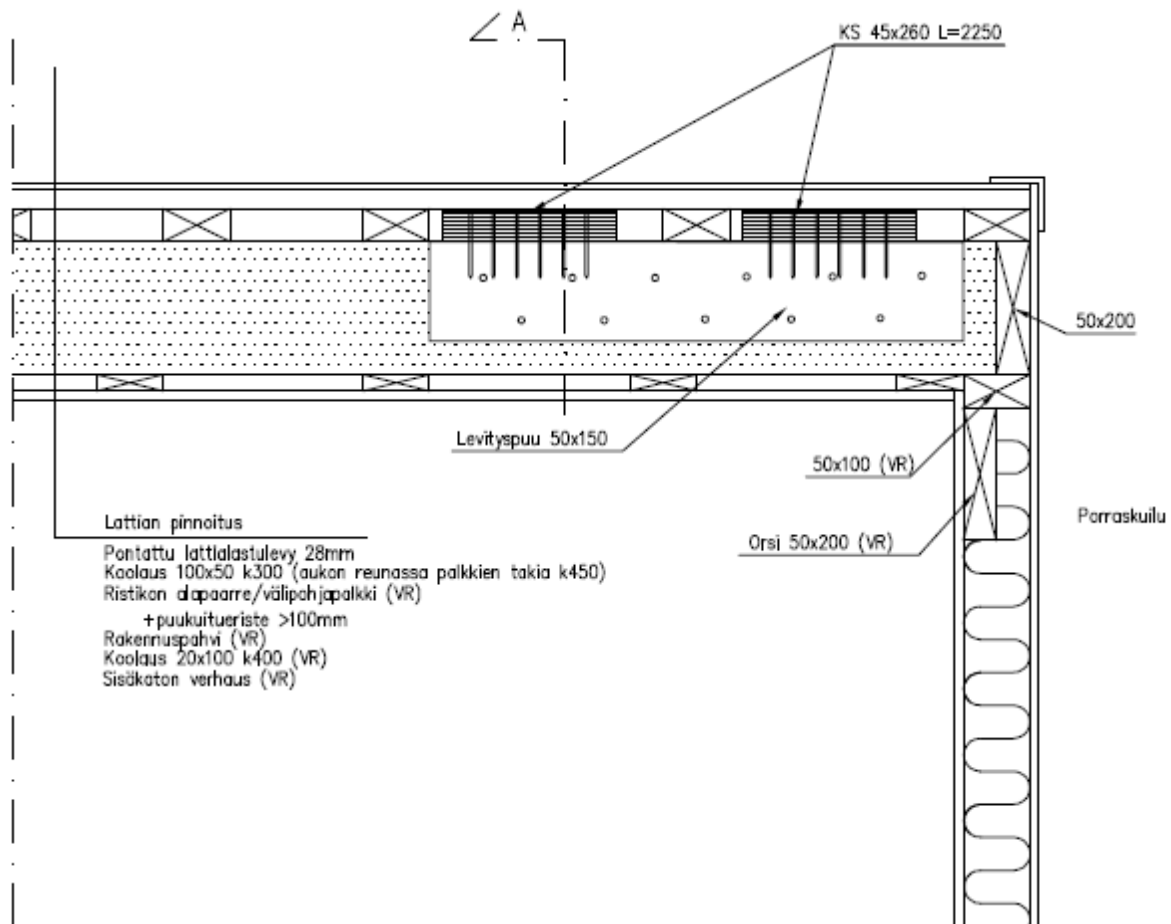 A
KS 45x260 L=2250
50x200
Levityspuu 50x150
50x100 (VR)
Orsi 50x200 (VR)
Porraskuilu
Lattian pinnoitus
Pontattu lattialastulevy 28mm
Koolaus 100x50 k300 (aukon reunassa palkkien takia k450)
Ristikon alapaarre/välipohjapalkki (VR)
+puukitueriste >100mm
Rakennuspahvi (VR)
Koolaus 20x100 k400 (VR)
Sisäkaton verhaus (VR)